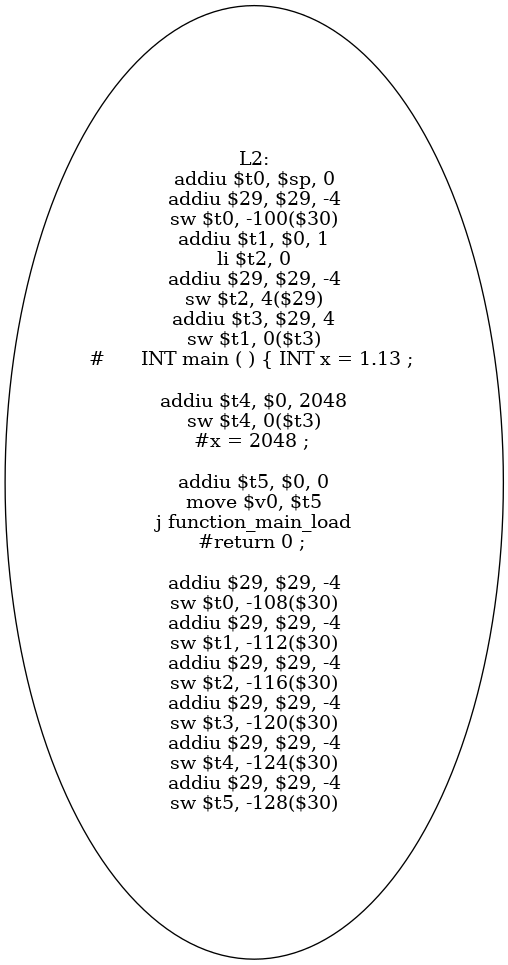 L2:
addiu $t0, $sp, 0
addiu $29, $29, -4
sw $t0, -100($30)
addiu $t1, $0, 1
li $t2, 0
addiu $29, $29, -4
sw $t2, 4($29)
addiu $t3, $29, 4
sw $t1, 0($t3)
# INT main ( ) { INT x = 1.13 ;
addiu $t4, $0, 2048
sw $t4, 0($t3)
#x = 2048 ;
addiu $t5, $0, 0
move $v0, $t5
j function_main_load
#return 0 ;
addiu $29, $29, -4
sw $t0, -108($30)
addiu $29, $29, -4
sw $t1, -112($30)
addiu $29, $29, -4
sw $t2, -116($30)
addiu $29, $29, -4
sw $t3, -120($30)
addiu $29, $29, -4
sw $t4, -124($30)
addiu $29, $29, -4
sw $t5, -128($30)